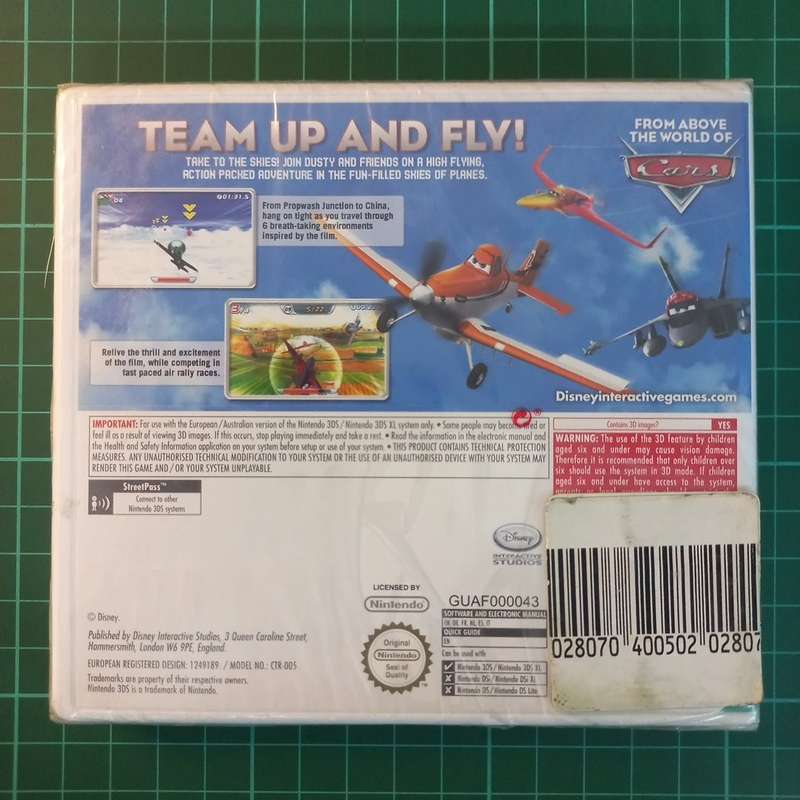 TEAM UP AND FLY!
TAKE TO THE SKIES! JOIN DUSTY AND FRIENDS ON A HIGH FLYING,
ACTION PACKED ADVENTURE IN THE FUN-FILLED SKIES OF PLANES.
FROM ABOVE
THE WORLD OF
Cars
001:31.5
From Propwash Junction to China,
hang on tight as you travel through
6 breath-taking environments
inspired by the film.
5/22
Relive the thrill and excitement
of the film, while competing in
fast paced air rally races.
Disneyinteractivegames.com
IMPORTANT: For use with the European/Australian version of the Nintendo 3DS/Nintendo 3DS XL system only. • Some people may become tired or
feel ill as a result of viewing 3D images. If this occurs, stop playing immediately and take a rest. • Read the information in the electronic manual and
the Health and Safety Information application on your system before setup or use of your system. • THIS PRODUCT CONTAINS TECHNICAL PROTECTION
MEASURES. ANY UNAUTHORISED TECHNICAL MODIFICATION TO YOUR SYSTEM OR THE USE OF AN UNAUTHORISED DEVICE WITH YOUR SYSTEM MAY
RENDER THIS GAME AND/OR YOUR SYSTEM UNPLAYABLE.
Contains 3D images? YES
WARNING: The use of the 3D feature by children
aged six and under may cause vision damage.
Therefore it is recommended that only children over
six should use the system in 3D mode. If children
aged six and under have access to the system,
StreetPass™
Connect to other
Nintendo 3DS systems
Disney
INTERACTIVE
STUDIOS
LICENSED BY
Nintendo
GUAF000043
SOFTWARE AND ELECTRONIC MANUAL
EN, DE, FR, NL, ES, IT
QUICK GUIDE
EN
Can be used with
Nintendo 3DS/Nintendo 3DS XL
Nintendo DSi/Nintendo DSi XL
Nintendo DS/Nintendo DS Lite
Original
Nintendo
Seal of
Quality
™
© Disney.
Published by Disney Interactive Studios, 3 Queen Caroline Street,
Hammersmith, London W6 9PE, England.
EUROPEAN REGISTERED DESIGN: 1249189. / MODEL NO.: CTR-005
Trademarks are property of their respective owners.
Nintendo 3DS is a trademark of Nintendo.
028070 400502 02807